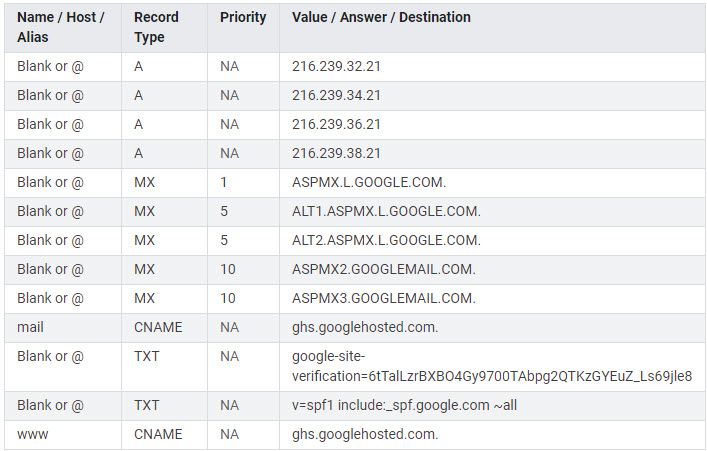 Name / Host / Alias Record Type Priority Value / Answer / Destination
Blank or @ A NA 216.239.32.21
Blank or @ A NA 216.239.34.21
Blank or @ A NA 216.239.36.21
Blank or @ A NA 216.239.38.21
Blank or @ MX 1 ASPMX.L.GOOGLE.COM.
Blank or @ MX 5 ALT1.ASPMX.L.GOOGLE.COM.
Blank or @ MX 5 ALT2.ASPMX.L.GOOGLE.COM.
Blank or @ MX 10 ASPMX2.GOOGLEMAIL.COM.
Blank or @ MX 10 ASPMX3.GOOGLEMAIL.COM.
mail CNAME NA ghs.googlehosted.com.
Blank or @ TXT NA google-site-
verification=6tTalLzrBXBO4Gy9700TAbpg2QTKzGYEuZ_Ls69jle8
Blank or @ TXT NA v=spf1 include:_spf.google.com ~all
www CNAME NA ghs.googlehosted.com.